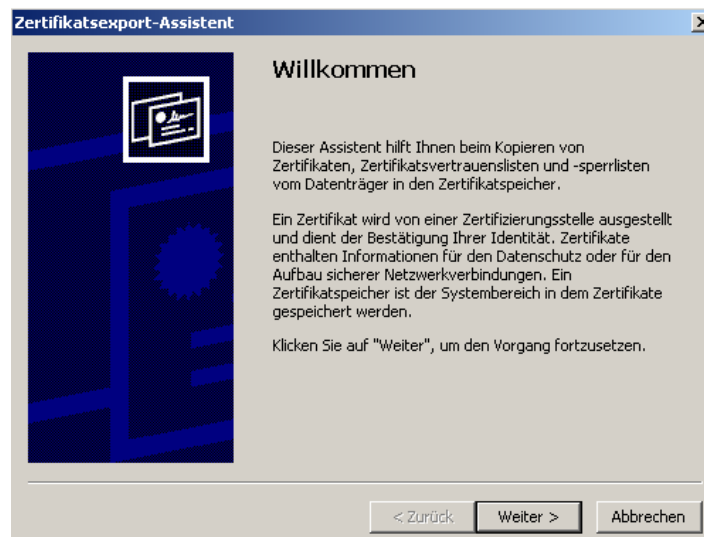 Zertifikatsexport-Assistent
Willkommen
Dieser Assistent hilft Ihnen beim Kopieren von
Zertifikaten, Zertifikatsvertrauenslisten und -sperrlisten
vom Datenträger in den Zertifikatspeicher.
Ein Zertifikat wird von einer Zertifizierungsstelle ausgestellt
und dient der Bestätigung Ihrer Identität. Zertifikate
enthalten Informationen für den Datenschutz oder für den
Aufbau sicherer Netzwerkverbindungen. Ein
Zertifikatspeicher ist der Systembereich in dem Zertifikate
gespeichert werden.
Klicken Sie auf "Weiter", um den Vorgang fortzusetzen.
< Zurück Weiter > Abbrechen